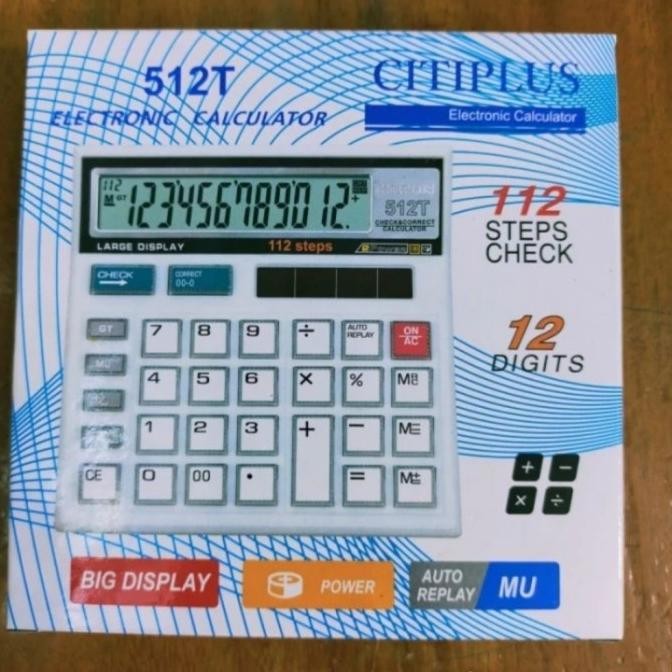 512T
ELECTRONIC CALCULATOR
CITIPLUS
Electronic Calculator
112
M GT
123456789012.
512T
CHECK&CORRECT
CALCULATOR
LARGE DISPLAY
112 steps
112
STEPS
CHECK
CHECK
CORRECT
00-0
12
DIGITS
GT 7 8 9 ÷ AUTO REPLAY ON/AC
MU 4 5 6 × %
1 2 3 + −
CE 0 00 • =
+ −
× ÷
BIG DISPLAY
POWER
AUTO
REPLAY
MU